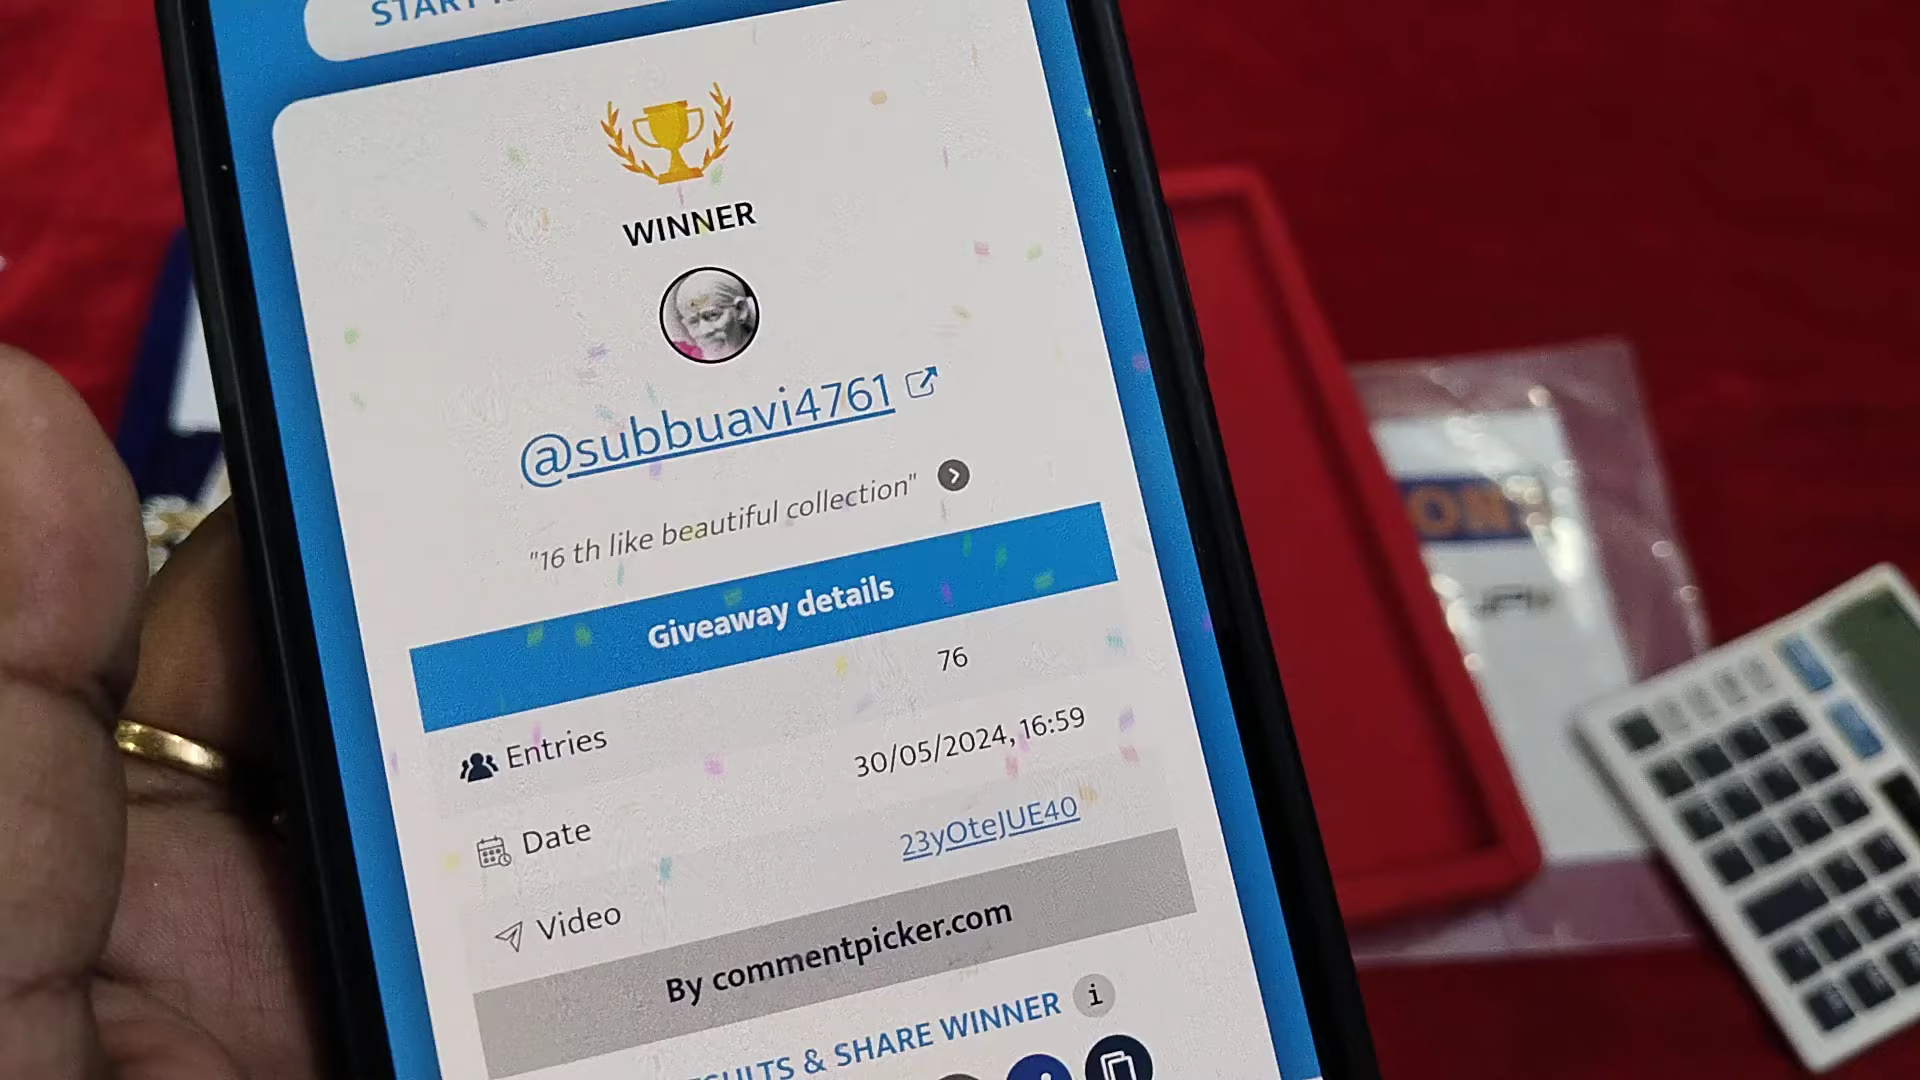 START
WINNER
@subbuavi4761
"16 th like beautiful collection"
Giveaway details
Entries 76
Date 30/05/2024, 16:59
Video 23yOteJUE40
By commentpicker.com
& SHARE WINNER i